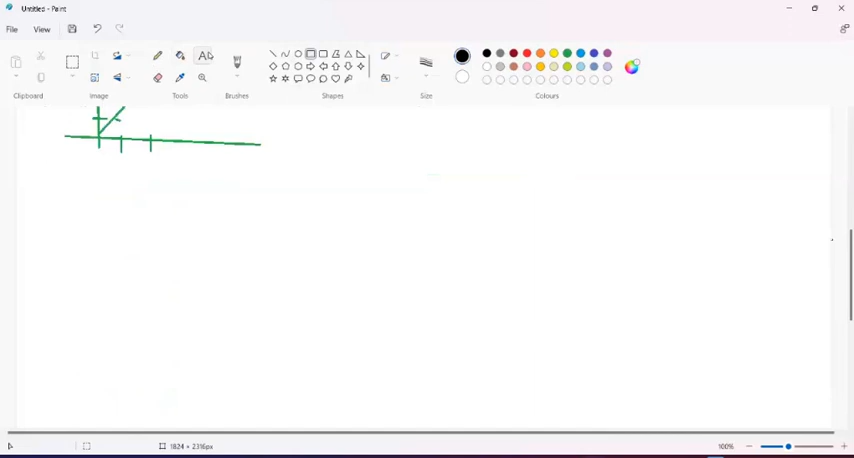 Untitled - Paint
File View
A
Clipboard Image Tools Brushes Shapes Size Colours
1824 × 2316px 100%